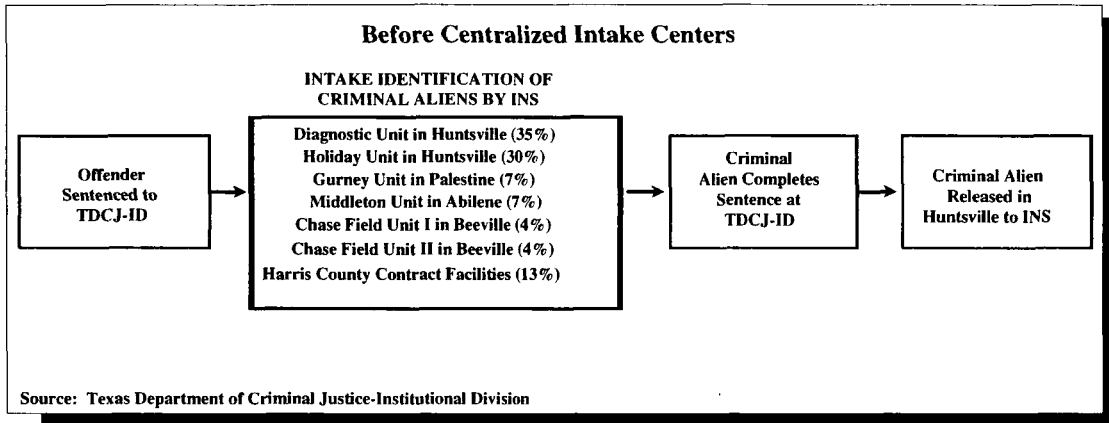 Before Centralized Intake Centers
INTAKE IDENTIFICATION OF
CRIMINAL ALIENS BY INS
Offender
Sentenced to
TDCJ-ID
Diagnostic Unit in Huntsville (35%)
Holiday Unit in Huntsville (30%)
Gurney Unit in Palestine (7%)
Middleton Unit in Abilene (7%)
Chase Field Unit I in Beeville (4%)
Chase Field Unit II in Beeville (4%)
Harris County Contract Facilities (13%)
Criminal
Alien Completes
Sentence at
TDCJ-ID
Criminal Alien
Released in
Huntsville to INS
Source: Texas Department of Criminal Justice-Institutional Division